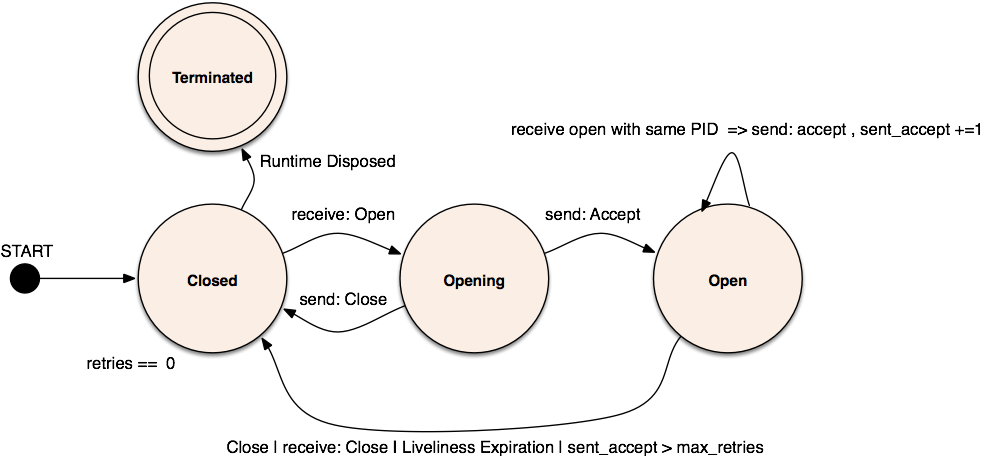 Terminated
receive open with same PID => send: accept , sent_accept +=1
Runtime Disposed
receive: Open
send: Accept
START
Closed
Opening
Open
send: Close
retries == 0
Close | receive: Close | Liveliness Expiration | sent_accept > max_retries